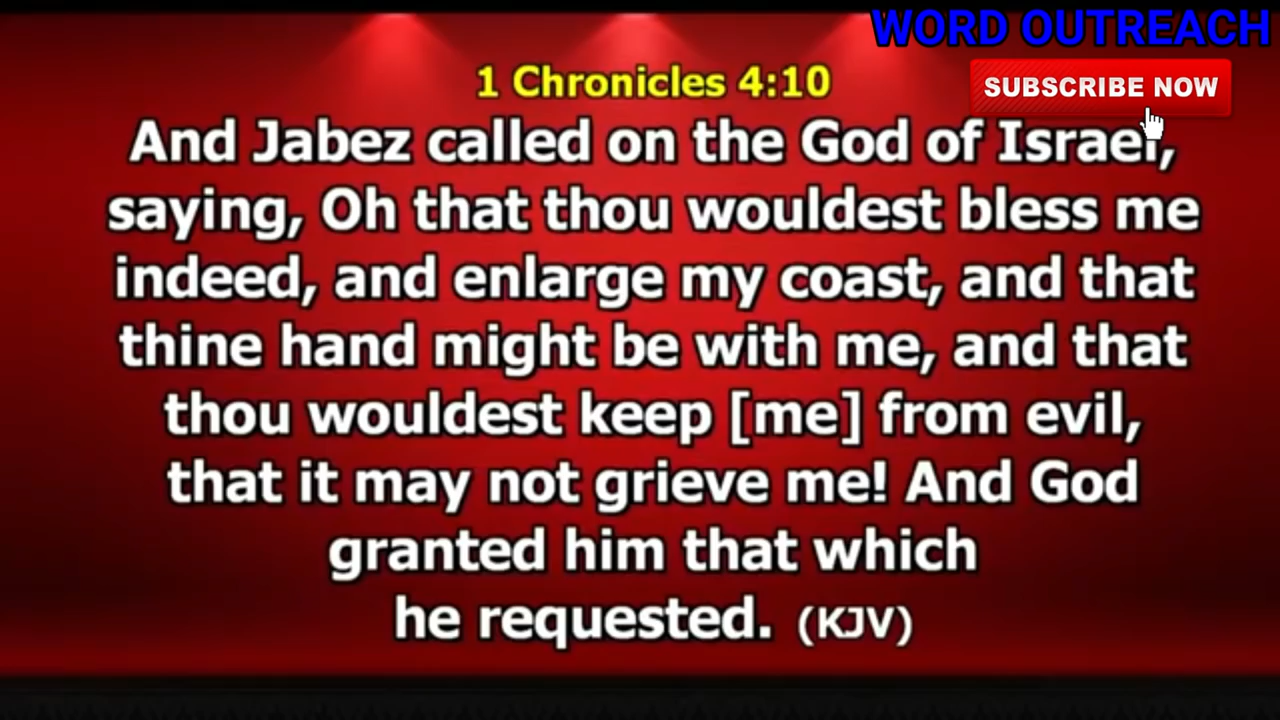 WORD OUTREACH
SUBSCRIBE NOW
1 Chronicles 4:10
And Jabez called on the God of Israel,
saying, Oh that thou wouldest bless me
indeed, and enlarge my coast, and that
thine hand might be with me, and that
thou wouldest keep [me] from evil,
that it may not grieve me! And God
granted him that which
he requested. (KJV)